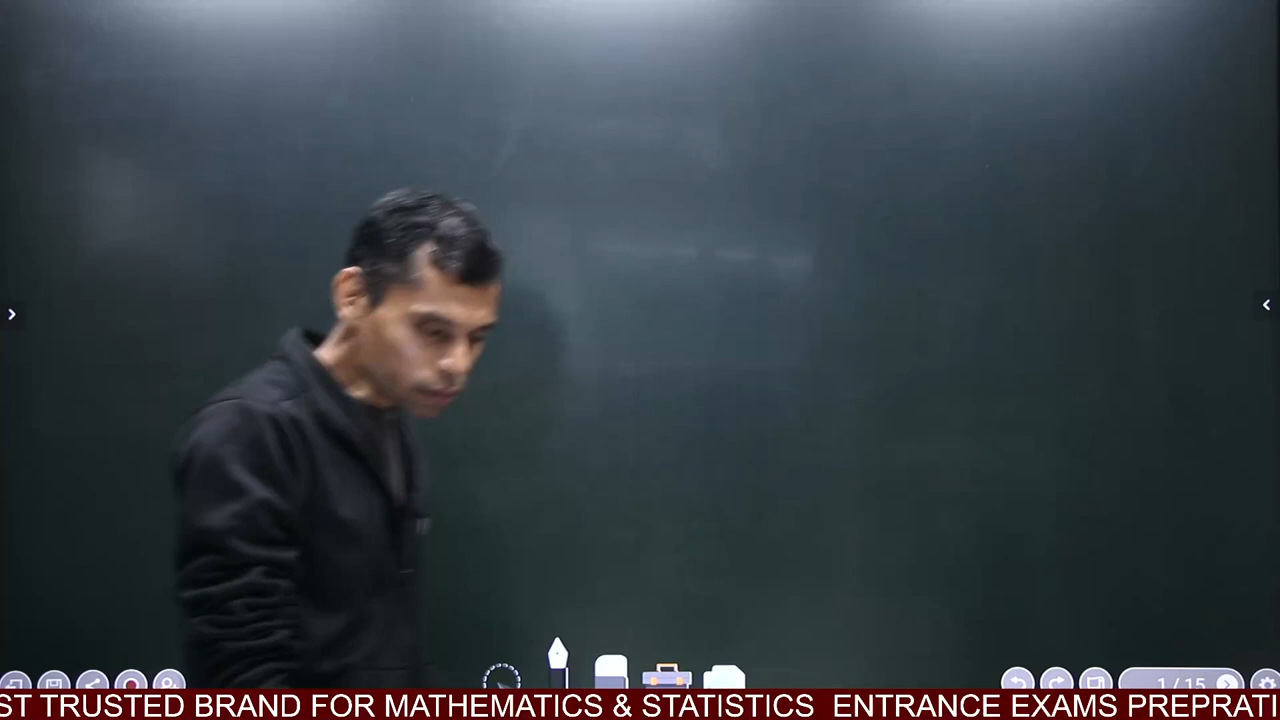 1/15
ST TRUSTED BRAND FOR MATHEMATICS & STATISTICS ENTRANCE EXAMS PREPRATI